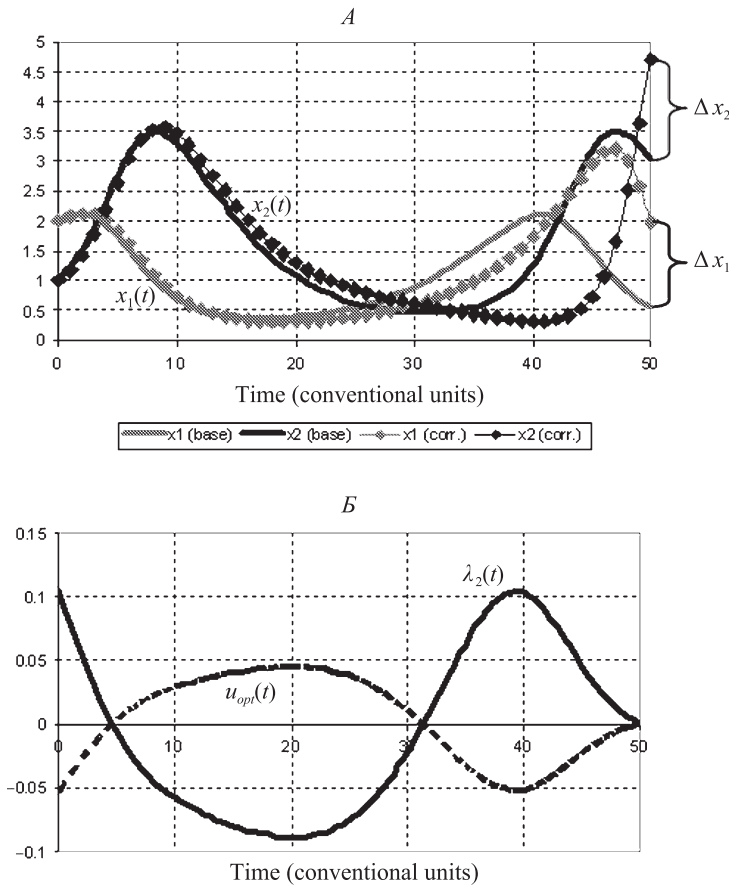 А
5
4.5
4
3.5
3
2.5
2
1.5
1
0.5
0
x₂(t)
x₁(t)
Δ x₂
Δ x₁
0 10 20 30 40 50
Time (conventional units)
x1 (base) x2 (base) x1 (corr.) x2 (corr.)
Б
0.15
0.1
0.05
0
−0.05
−0.1
λ₂(t)
uopt(t)
0 10 20 30 40 50
Time (conventional units)